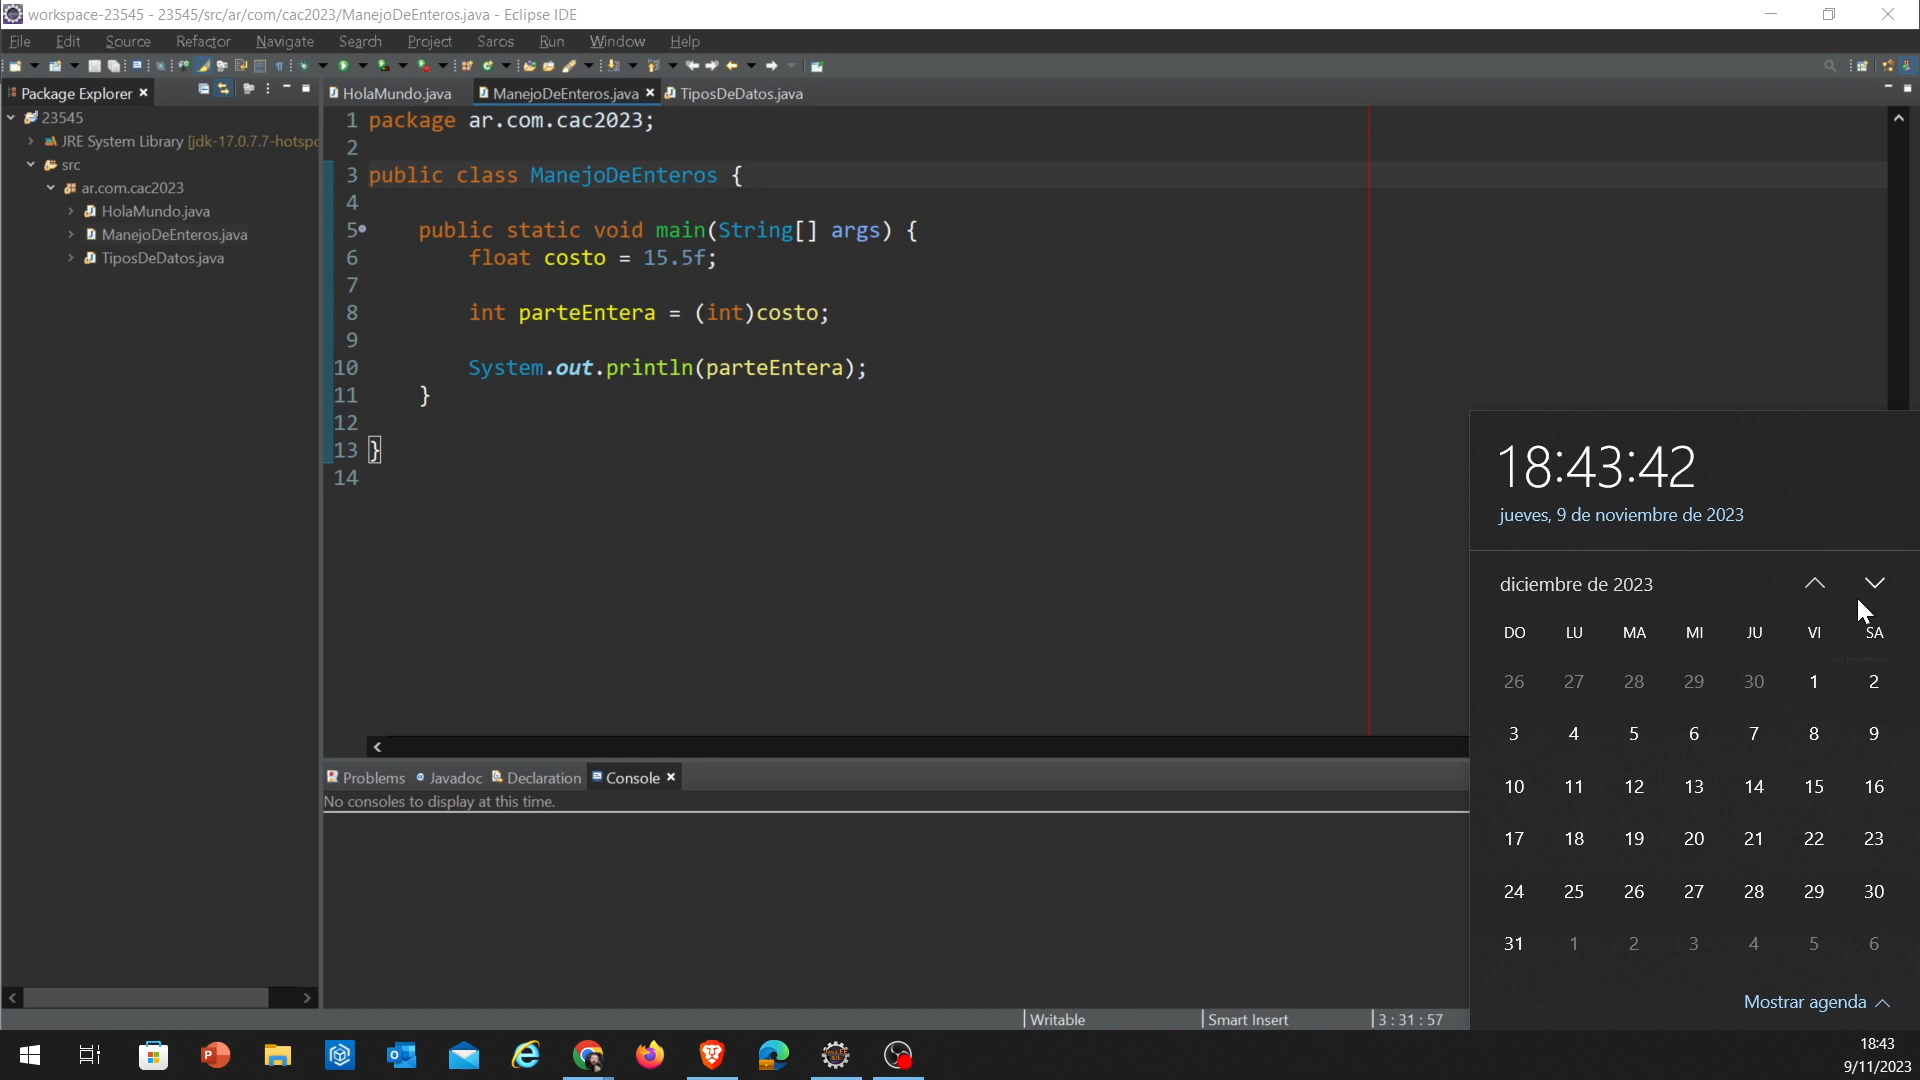 workspace-23545 - 23545/src/ar/com/cac2023/ManejoDeEnteros.java - Eclipse IDE
File Edit Source Refactor Navigate Search Project Saros Run Window Help
Package Explorer
HolaMundo.java ManejoDeEnteros.java TiposDeDatos.java
23545
JRE System Library [jdk-17.0.7.7-hotspo
src
ar.com.cac2023
HolaMundo.java
ManejoDeEnteros.java
TiposDeDatos.java
1 package ar.com.cac2023;
2
3 public class ManejoDeEnteros {
4
5 public static void main(String[] args) {
6 float costo = 15.5f;
7
8 int parteEntera = (int)costo;
9
10 System.out.println(parteEntera);
11 }
12
13 }
14
Problems Javadoc Declaration Console
No consoles to display at this time.
Writable Smart Insert 3 : 31 : 57
18:43:42
jueves, 9 de noviembre de 2023
diciembre de 2023
DO LU MA MI JU VI SA
26 27 28 29 30 1 2
3 4 5 6 7 8 9
10 11 12 13 14 15 16
17 18 19 20 21 22 23
24 25 26 27 28 29 30
31 1 2 3 4 5 6
Mostrar agenda
18:43
9/11/2023